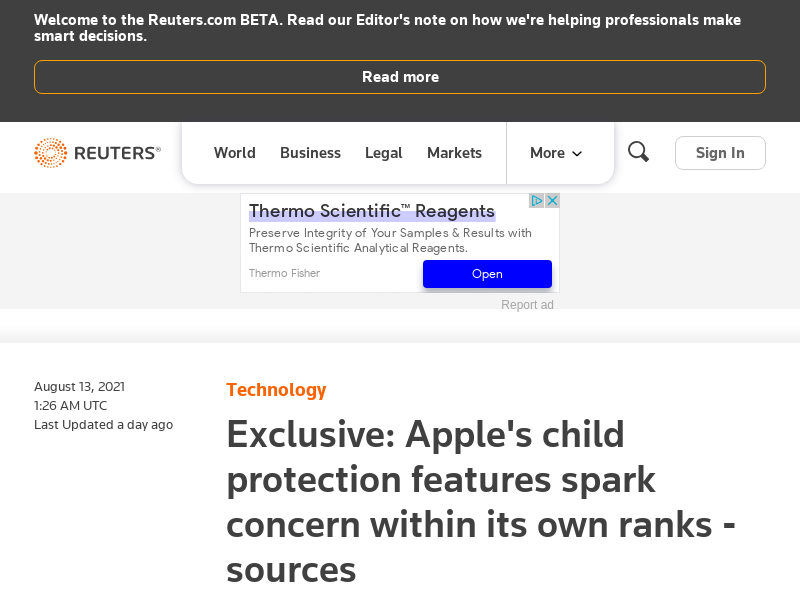 Welcome to the Reuters.com BETA. Read our Editor's note on how we're helping professionals make
smart decisions.
Read more
REUTERS®
World
Business
Legal
Markets
More
Sign In
Thermo Scientific™ Reagents
Preserve Integrity of Your Samples & Results with
Thermo Scientific Analytical Reagents.
Thermo Fisher
Open
Report ad
August 13, 2021
1:26 AM UTC
Last Updated a day ago
Technology
Exclusive: Apple's child
protection features spark
concern within its own ranks -
sources